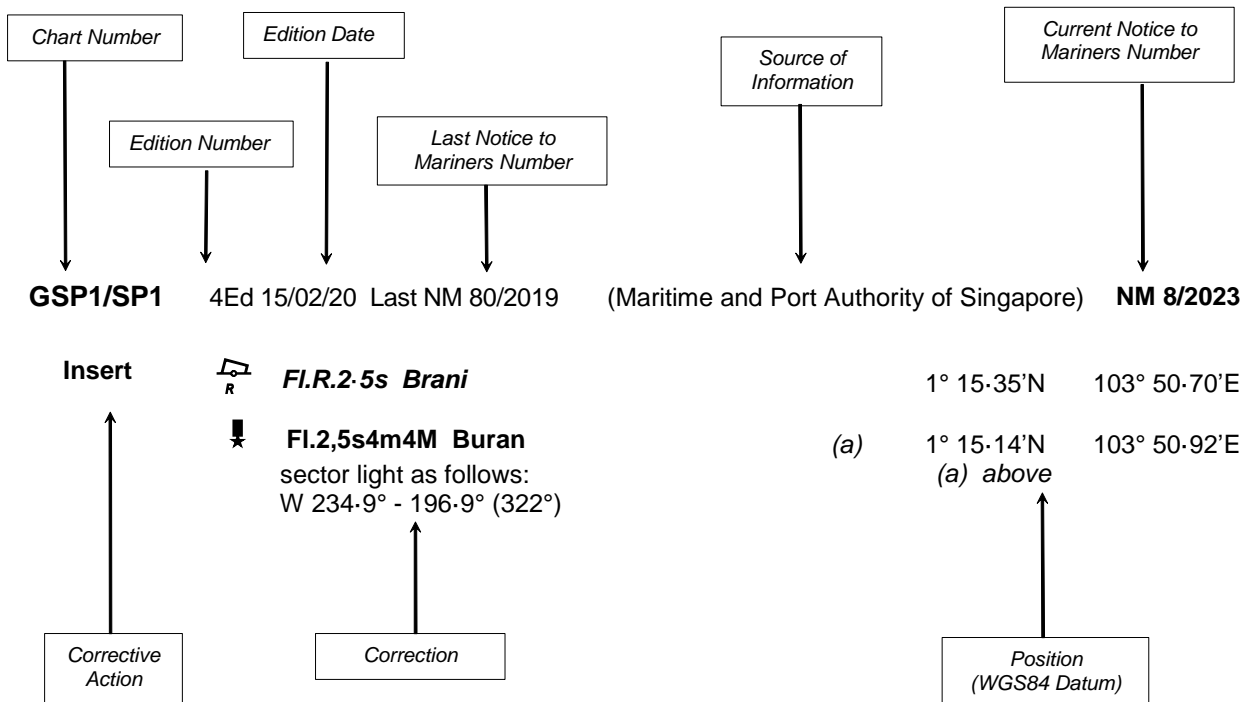 Chart Number
Edition Date
Source of
Information
Current Notice to
Mariners Number
Edition Number
Last Notice to
Mariners Number
GSP1/SP1 4Ed 15/02/20 Last NM 80/2019 (Maritime and Port Authority of Singapore) NM 8/2023
Insert R Fl.R.2·5s Brani 1° 15·35'N 103° 50·70'E
Fl.2,5s4m4M Buran (a) 1° 15·14'N 103° 50·92'E
sector light as follows: (a) above
W 234·9° - 196·9° (322°)
Corrective
Action
Correction
Position
(WGS84 Datum)